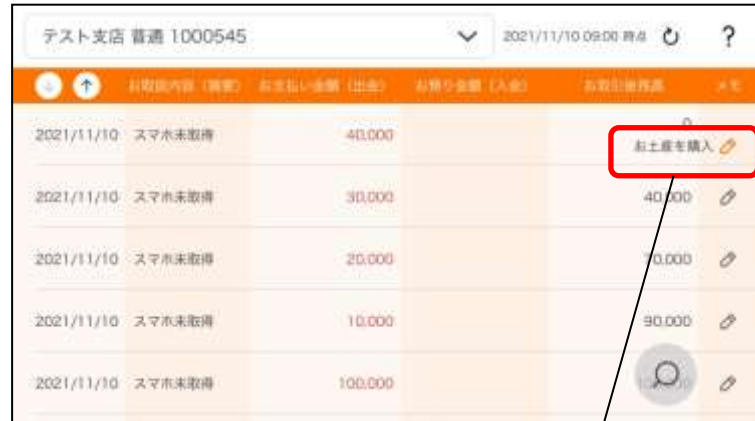 テスト支店 普通 1000545
2021/11/10 09:00 時点 ?
お取扱内容(摘要) お支払い金額(出金) お預り金額(入金) お取引後残高 メモ
2021/11/10 スマホ未取得 40,000 0
お土産を購入
2021/11/10 スマホ未取得 30,000 40,000
2021/11/10 スマホ未取得 20,000 70,000
2021/11/10 スマホ未取得 10,000 90,000
2021/11/10 スマホ未取得 100,000